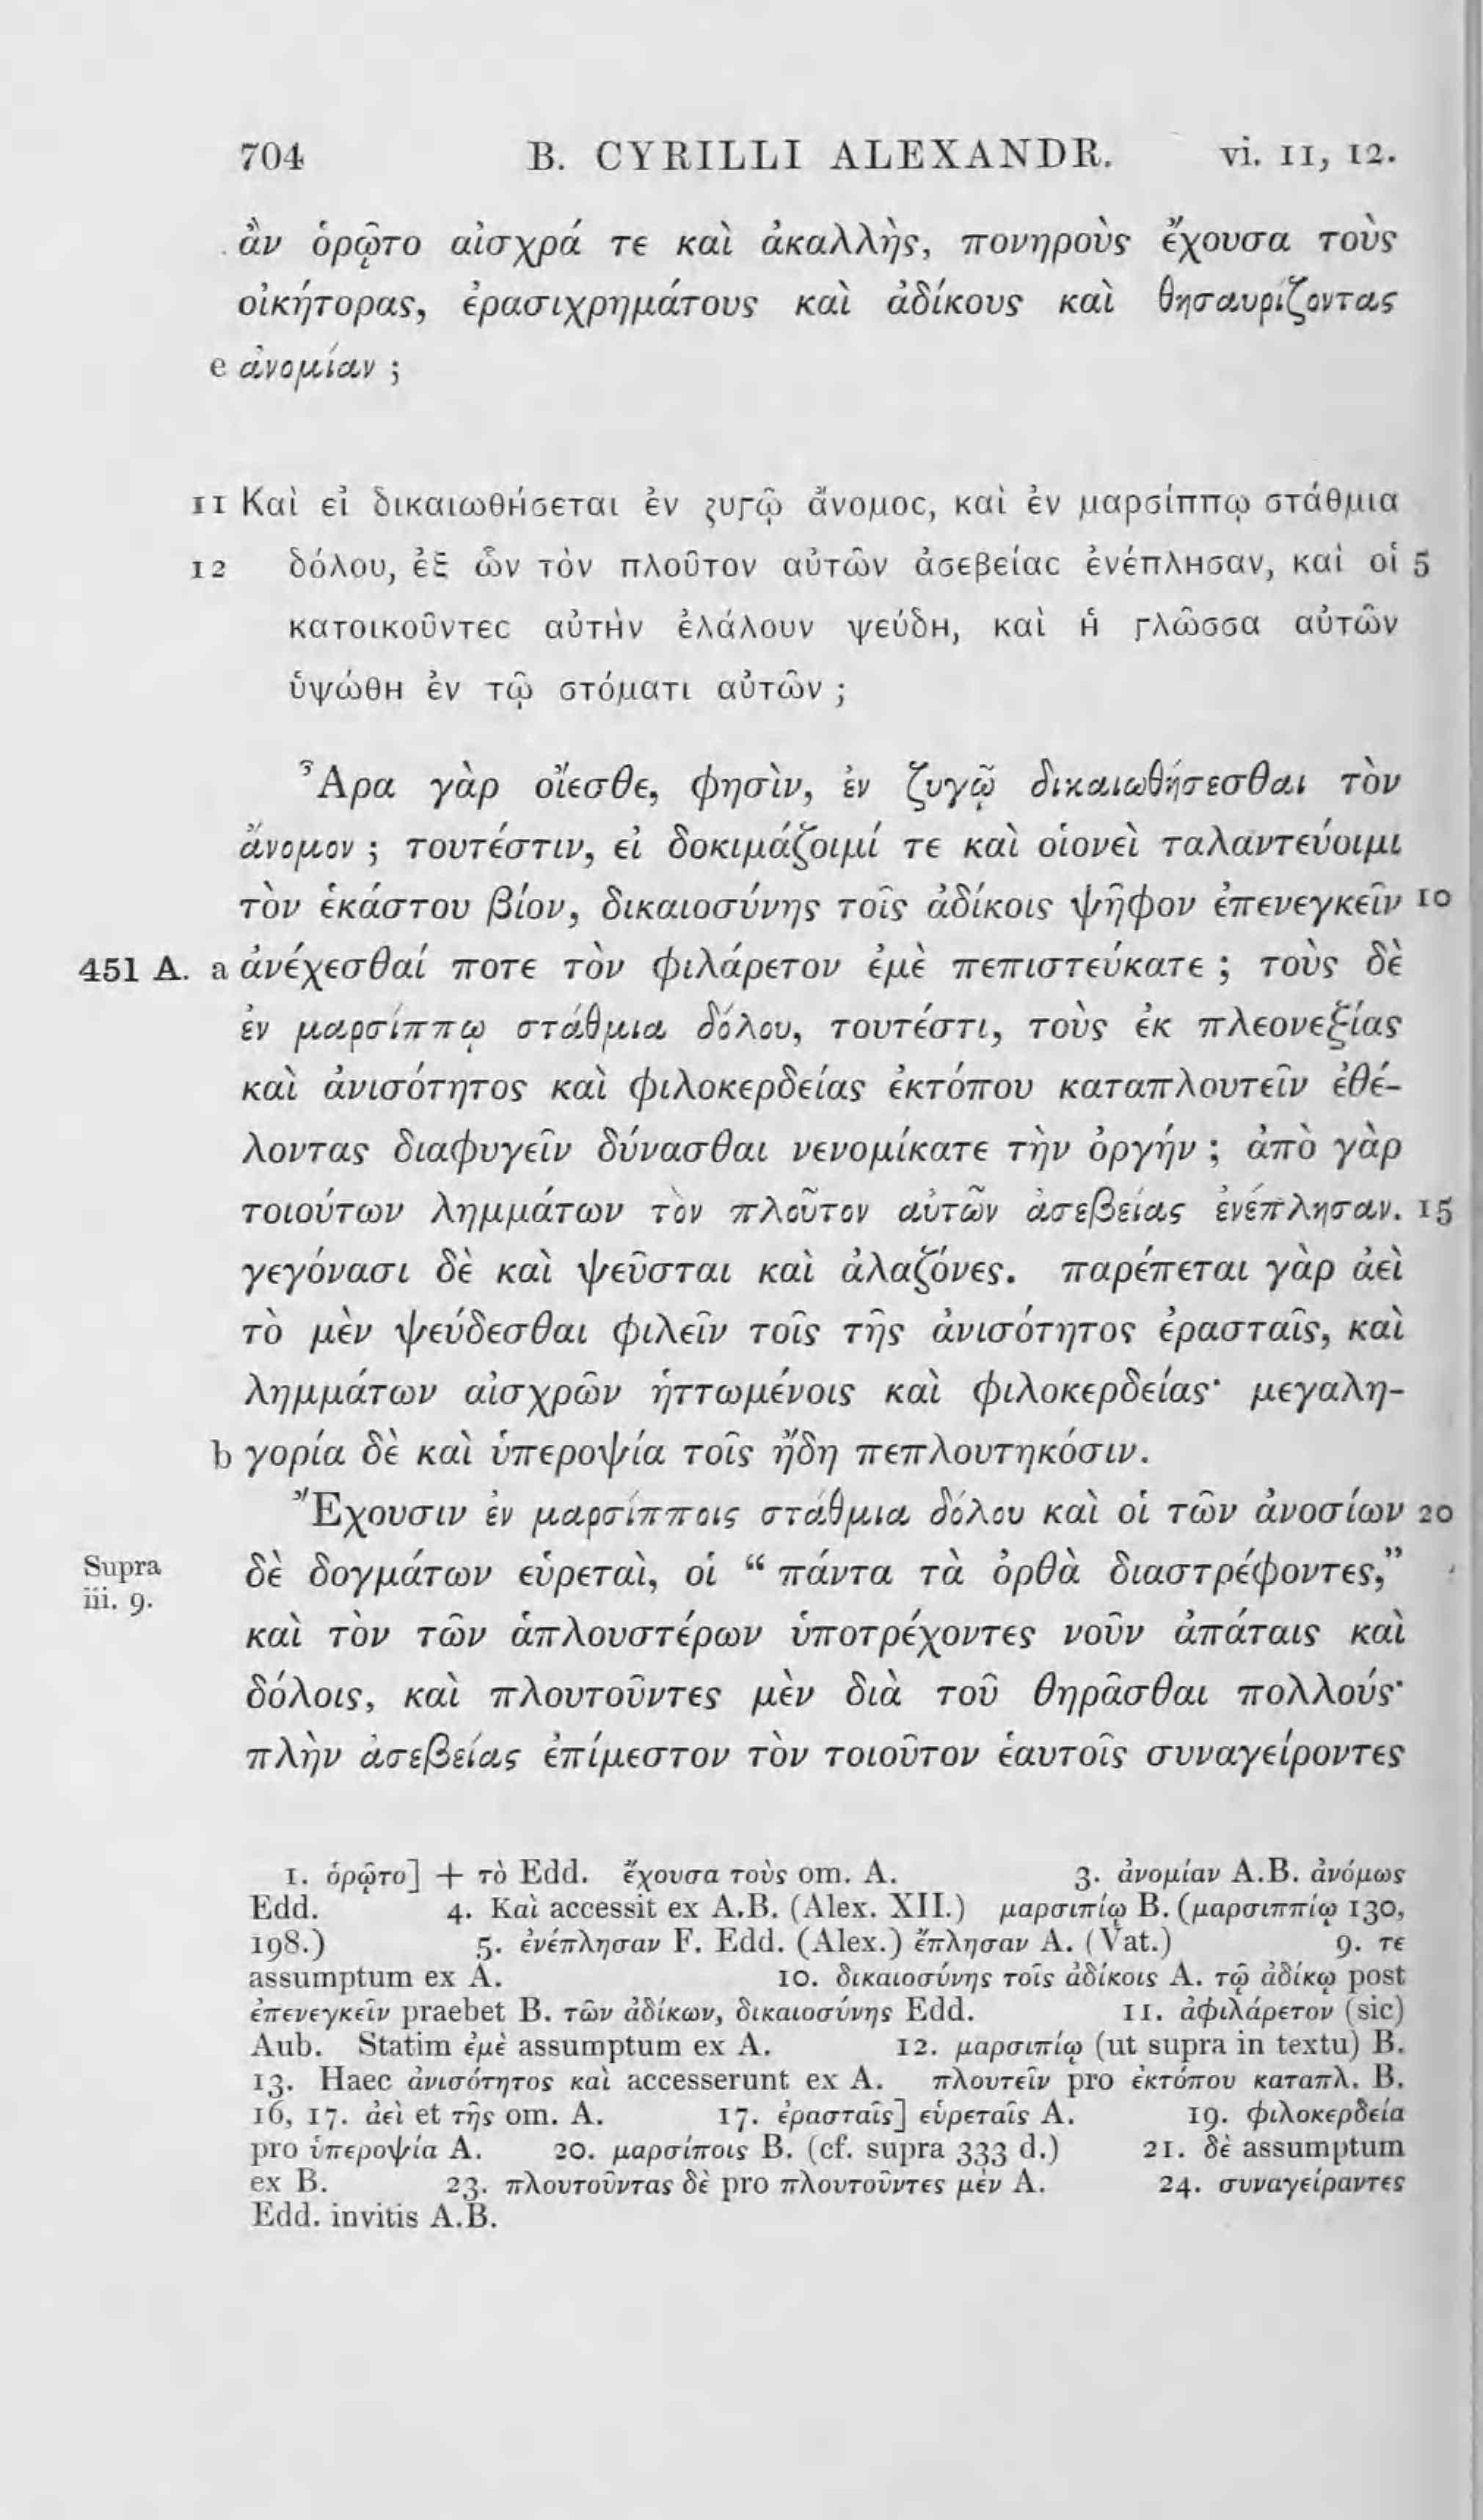 704 B. CYRILLI ALEXANDR. vi. 11, 12.
ἂν ὁρῷτο αἰσχρά τε καὶ ἀκαλλὴς, πονηροὺς ἔχουσα τοὺς
οἰκήτορας, ἐρασιχρημάτους καὶ ἀδίκους καὶ θησαυρίζοντας
e ἀνομίαν ;
11 Καὶ εἰ δικαιωθήσεται ἐν ζυγῷ ἄνομος, καὶ ἐν μαρσίππῳ στάθμια
12 δόλου, ἐξ ὧν τὸν πλοῦτον αὐτῶν ἀσεβείας ἐνέπλησαν, καὶ οἱ 5
κατοικοῦντες αὐτὴν ἐλάλουν ψεύδη, καὶ ἡ γλῶσσα αὐτῶν
ὑψώθη ἐν τῷ στόματι αὐτῶν ;
Ἆρα γὰρ οἴεσθε, φησὶν, ἐν ζυγῷ δικαιωθήσεσθαι τὸν
ἄνομον ; τουτέστιν, εἰ δοκιμάζοιμί τε καὶ οἱονεὶ ταλαντεύοιμι
τὸν ἑκάστου βίον, δικαιοσύνης τοῖς ἀδίκοις ψῆφον ἐπενεγκεῖν 10
451 A. a ἀνέχεσθαί ποτε τὸν φιλάρετον ἐμὲ πεπιστεύκατε ; τοὺς δὲ
ἐν μαρσίππῳ στάθμια δόλου, τουτέστι, τοὺς ἐκ πλεονεξίας
καὶ ἀνισότητος καὶ φιλοκερδείας ἐκτόπου καταπλουτεῖν ἐθέ-
λοντας διαφυγεῖν δύνασθαι νενομίκατε τὴν ὀργήν ; ἀπὸ γὰρ
τοιούτων λημμάτων τὸν πλοῦτον αὐτῶν ἀσεβείας ἐνέπλησαν. 15
γεγόνασι δὲ καὶ ψεῦσται καὶ ἀλαζόνες. παρέπεται γὰρ ἀεὶ
τὸ μὲν ψεύδεσθαι φιλεῖν τοῖς τῆς ἀνισότητος ἐρασταῖς, καὶ
λημμάτων αἰσχρῶν ἡττωμένοις καὶ φιλοκερδείας· μεγαλη-
b γορία δὲ καὶ ὑπεροψία τοῖς ἤδη πεπλουτηκόσιν.
Ἔχουσιν ἐν μαρσίπποις στάθμια δόλου καὶ οἱ τῶν ἀνοσίων 20
Supra iii. 9. δὲ δογμάτων εὑρεταὶ, οἱ “ πάντα τὰ ὀρθὰ διαστρέφοντες,”
καὶ τὸν τῶν ἁπλουστέρων ὑποτρέχοντες νοῦν ἀπάταις καὶ
δόλοις, καὶ πλουτοῦντες μὲν διὰ τοῦ θηρᾶσθαι πολλούς·
πλὴν ἀσεβείας ἐπίμεστον τὸν τοιοῦτον ἑαυτοῖς συναγείροντες
1. ὁρῷτο] + τὸ Edd. ἔχουσα τοὺς om. A. 3. ἀνομίαν A.B. ἀνόμως
Edd. 4. Καὶ accessit ex A.B. (Alex. XII.) μαρσιπίῳ B. (μαρσιππίῳ 130,
198.) 5. ἐνέπλησαν F. Edd. (Alex.) ἔπλησαν A. (Vat.) 9. τε
assumptum ex A. 10. δικαιοσύνης τοῖς ἀδίκοις A. τῷ ἀδίκῳ post
ἐπενεγκεῖν praebet B. τῶν ἀδίκων, δικαιοσύνης Edd. 11. ἀφιλάρετον (sic)
Aub. Statim ἐμὲ assumptum ex A. 12. μαρσιπίῳ (ut supra in textu) B.
13. Haec ἀνισότητος καὶ accesserunt ex A. πλουτεῖν pro ἐκτόπου καταπλ. B.
16, 17. ἀεὶ et τῆς om. A. 17. ἐρασταῖς] εὑρεταῖς A. 19. φιλοκερδεία
pro ὑπεροψία A. 20. μαρσίποις B. (cf. supra 333 d.) 21. δὲ assumptum
ex B. 23. πλουτοῦντας δὲ pro πλουτοῦντες μὲν A. 24. συναγείραντες
Edd. invitis A.B.